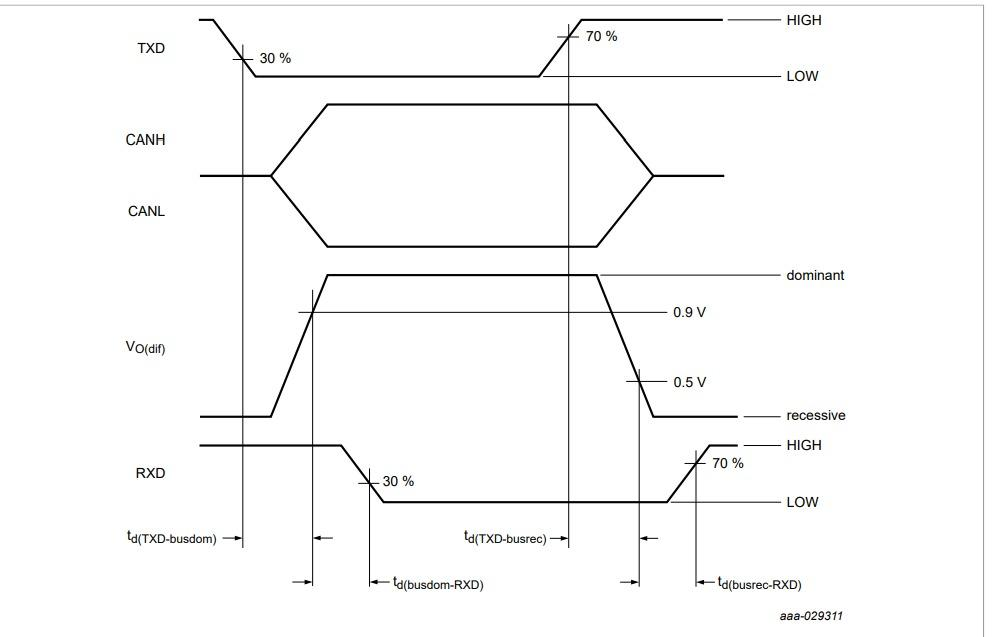 HIGH
70 %
TXD
30 %
LOW
CANH
CANL
dominant
0.9 V
VO(dif)
0.5 V
recessive
HIGH
70 %
RXD
30 %
LOW
td(TXD-busdom)
td(TXD-busrec)
td(busdom-RXD)
td(busrec-RXD)
aaa-029311